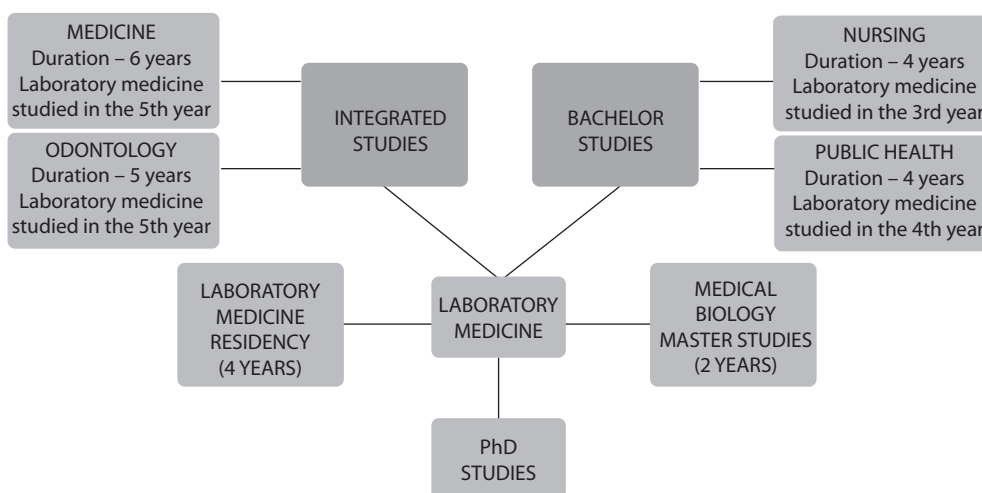 MEDICINE
Duration – 6 years
Laboratory medicine
studied in the 5th year
ODONTOLOGY
Duration – 5 years
Laboratory medicine
studied in the 5th year
INTEGRATED
STUDIES
BACHELOR
STUDIES
NURSING
Duration – 4 years
Laboratory medicine
studied in the 3rd year
PUBLIC HEALTH
Duration – 4 years
Laboratory medicine
studied in the 4th year
LABORATORY
MEDICINE
RESIDENCY
(4 YEARS)
LABORATORY
MEDICINE
MEDICAL
BIOLOGY
MASTER STUDIES
(2 YEARS)
PhD
STUDIES